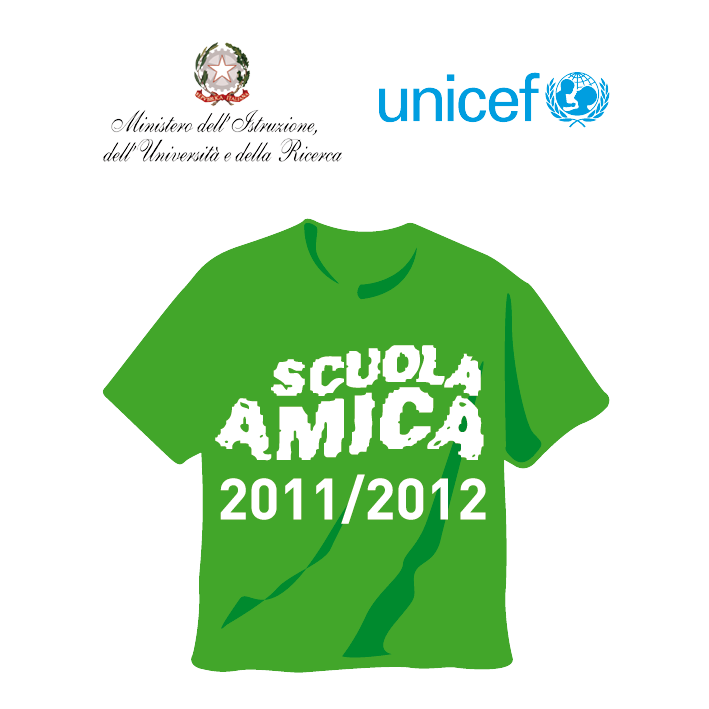 Ministero dell'Istruzione,
dell'Università e della Ricerca
unicef
SCUOLA
AMICA
2011/2012